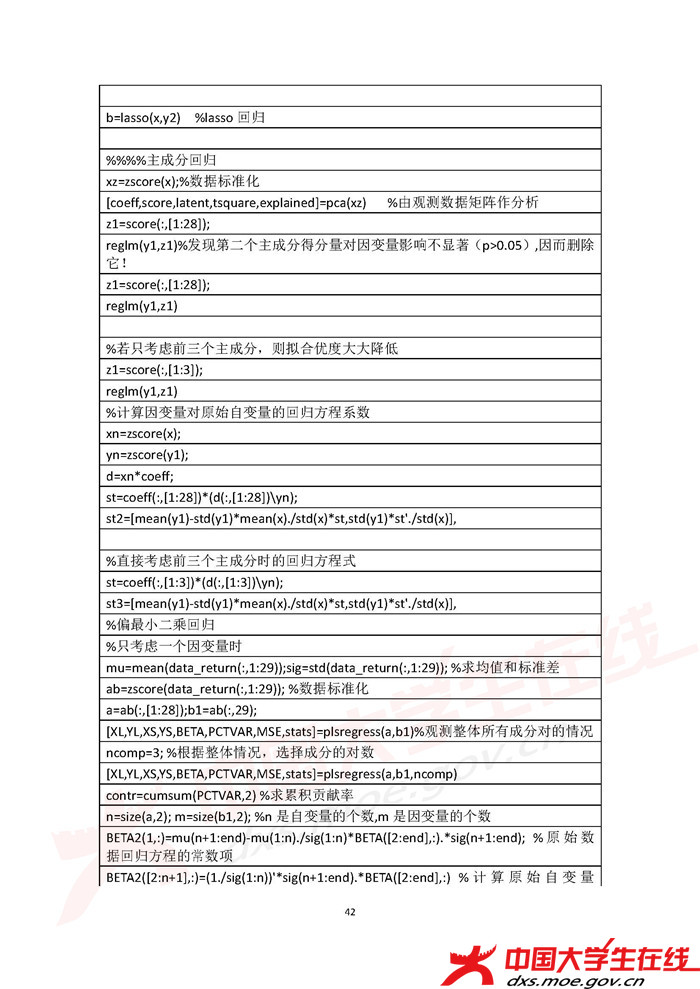 b=lasso(x,y2) %lasso 回归
%%%%主成分回归
xz=zscore(x);%数据标准化
[coeff,score,latent,tsquare,explained]=pca(xz) %由观测数据矩阵作分析
z1=score(:,[1:28]);
reglm(y1,z1)%发现第二个主成分得分量对因变量影响不显著（p>0.05）,因而删除
它！
z1=score(:,[1:28]);
reglm(y1,z1)
%若只考虑前三个主成分，则拟合优度大大降低
z1=score(:,[1:3]);
reglm(y1,z1)
%计算因变量对原始自变量的回归方程系数
xn=zscore(x);
yn=zscore(y1);
d=xn*coeff;
st=coeff(:,[1:28])*(d(:,[1:28])\yn);
st2=[mean(y1)-std(y1)*mean(x)./std(x)*st,std(y1)*st'./std(x)],
%直接考虑前三个主成分时的回归方程式
st=coeff(:,[1:3])*(d(:,[1:3])\yn);
st3=[mean(y1)-std(y1)*mean(x)./std(x)*st,std(y1)*st'./std(x)],
%偏最小二乘回归
%只考虑一个因变量时
mu=mean(data_return(:,1:29));sig=std(data_return(:,1:29)); %求均值和标准差
ab=zscore(data_return(:,1:29)); %数据标准化
a=ab(:,[1:28]);b1=ab(:,29);
[XL,YL,XS,YS,BETA,PCTVAR,MSE,stats]=plsregress(a,b1)%观测整体所有成分对的情况
ncomp=3; %根据整体情况，选择成分的对数
[XL,YL,XS,YS,BETA,PCTVAR,MSE,stats]=plsregress(a,b1,ncomp)
contr=cumsum(PCTVAR,2) %求累积贡献率
n=size(a,2); m=size(b1,2); %n 是自变量的个数,m 是因变量的个数
BETA2(1,:)=mu(n+1:end)-mu(1:n)./sig(1:n)*BETA([2:end],:).*sig(n+1:end); %原始数
据回归方程的常数项
BETA2([2:n+1],:)=(1./sig(1:n))'*sig(n+1:end).*BETA([2:end],:) %计算原始自变量
42
中国大学生在线
dxs.moe.gov.cn